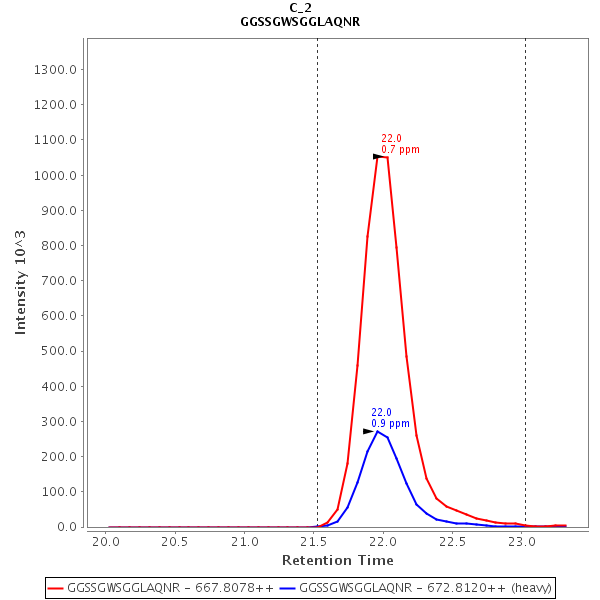 C_2
GGSSGWSGGLAQNR
1300.0
1200.0
1100.0
1000.0
900.0
800.0
700.0
600.0
500.0
400.0
300.0
200.0
100.0
0.0
Intensity 10^3
22.0
0.7 ppm
22.0
0.9 ppm
20.0 20.5 21.0 21.5 22.0 22.5 23.0
Retention Time
GGSSGWSGGLAQNR - 667.8078++ GGSSGWSGGLAQNR - 672.8120++ (heavy)